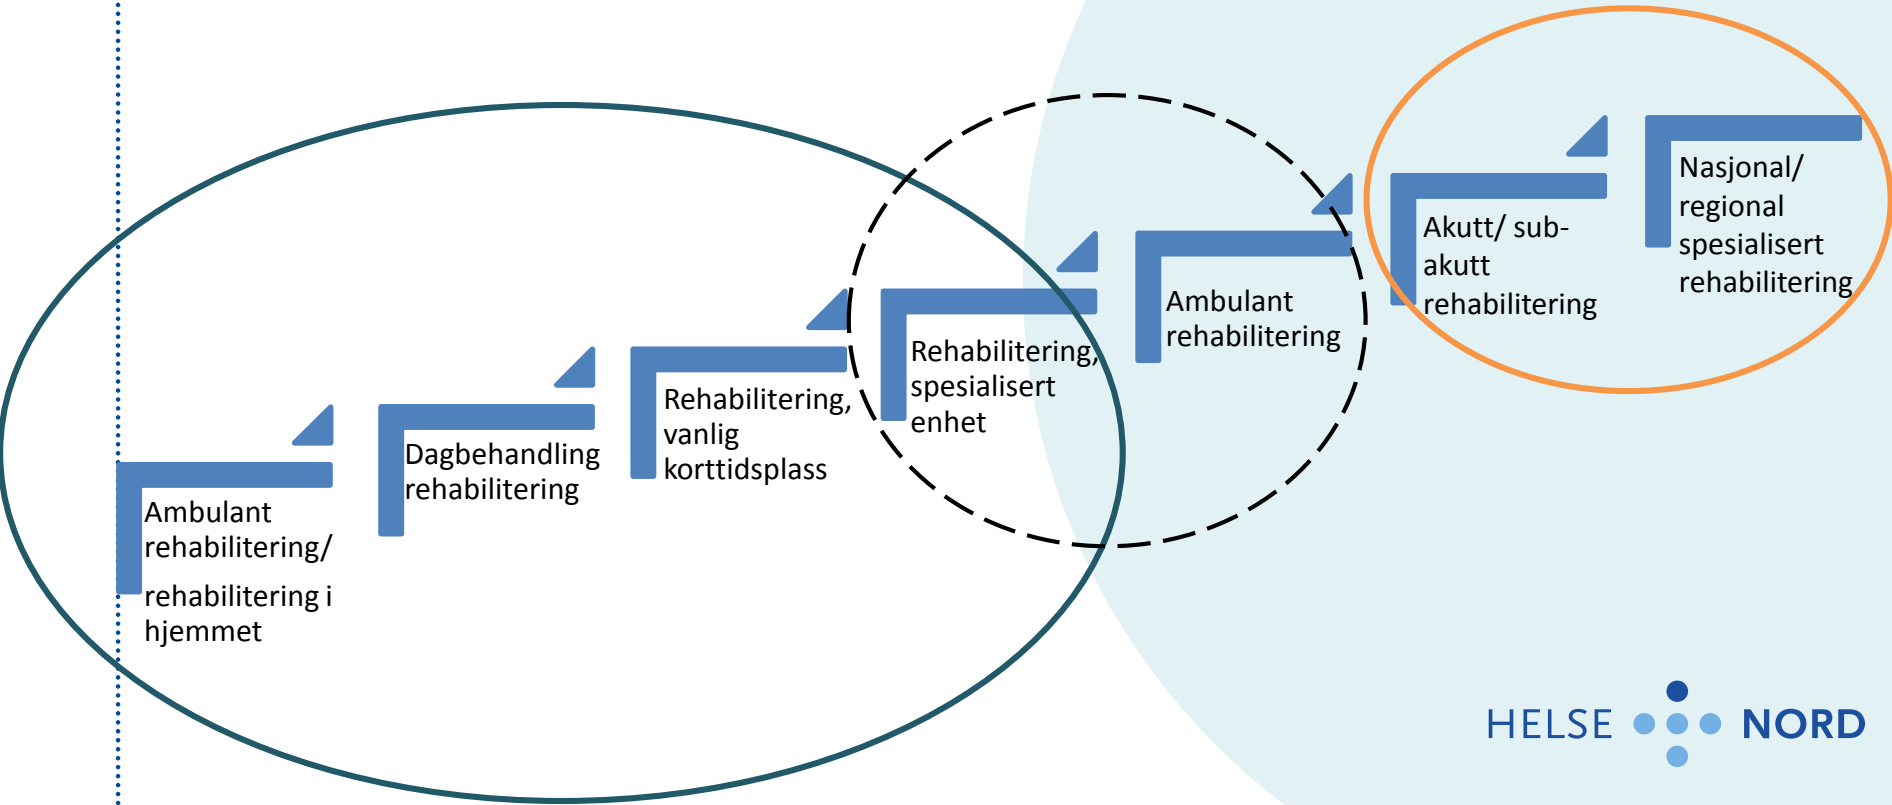 Ambulant
rehabilitering/
rehabilitering i
hjemmet
Dagbehandling
rehabilitering
Rehabilitering,
vanlig
korttidsplass
Rehabilitering,
spesialisert
enhet
Ambulant
rehabilitering
Akutt/ sub-
akutt
rehabilitering
Nasjonal/
regional
spesialisert
rehabilitering
HELSE NORD